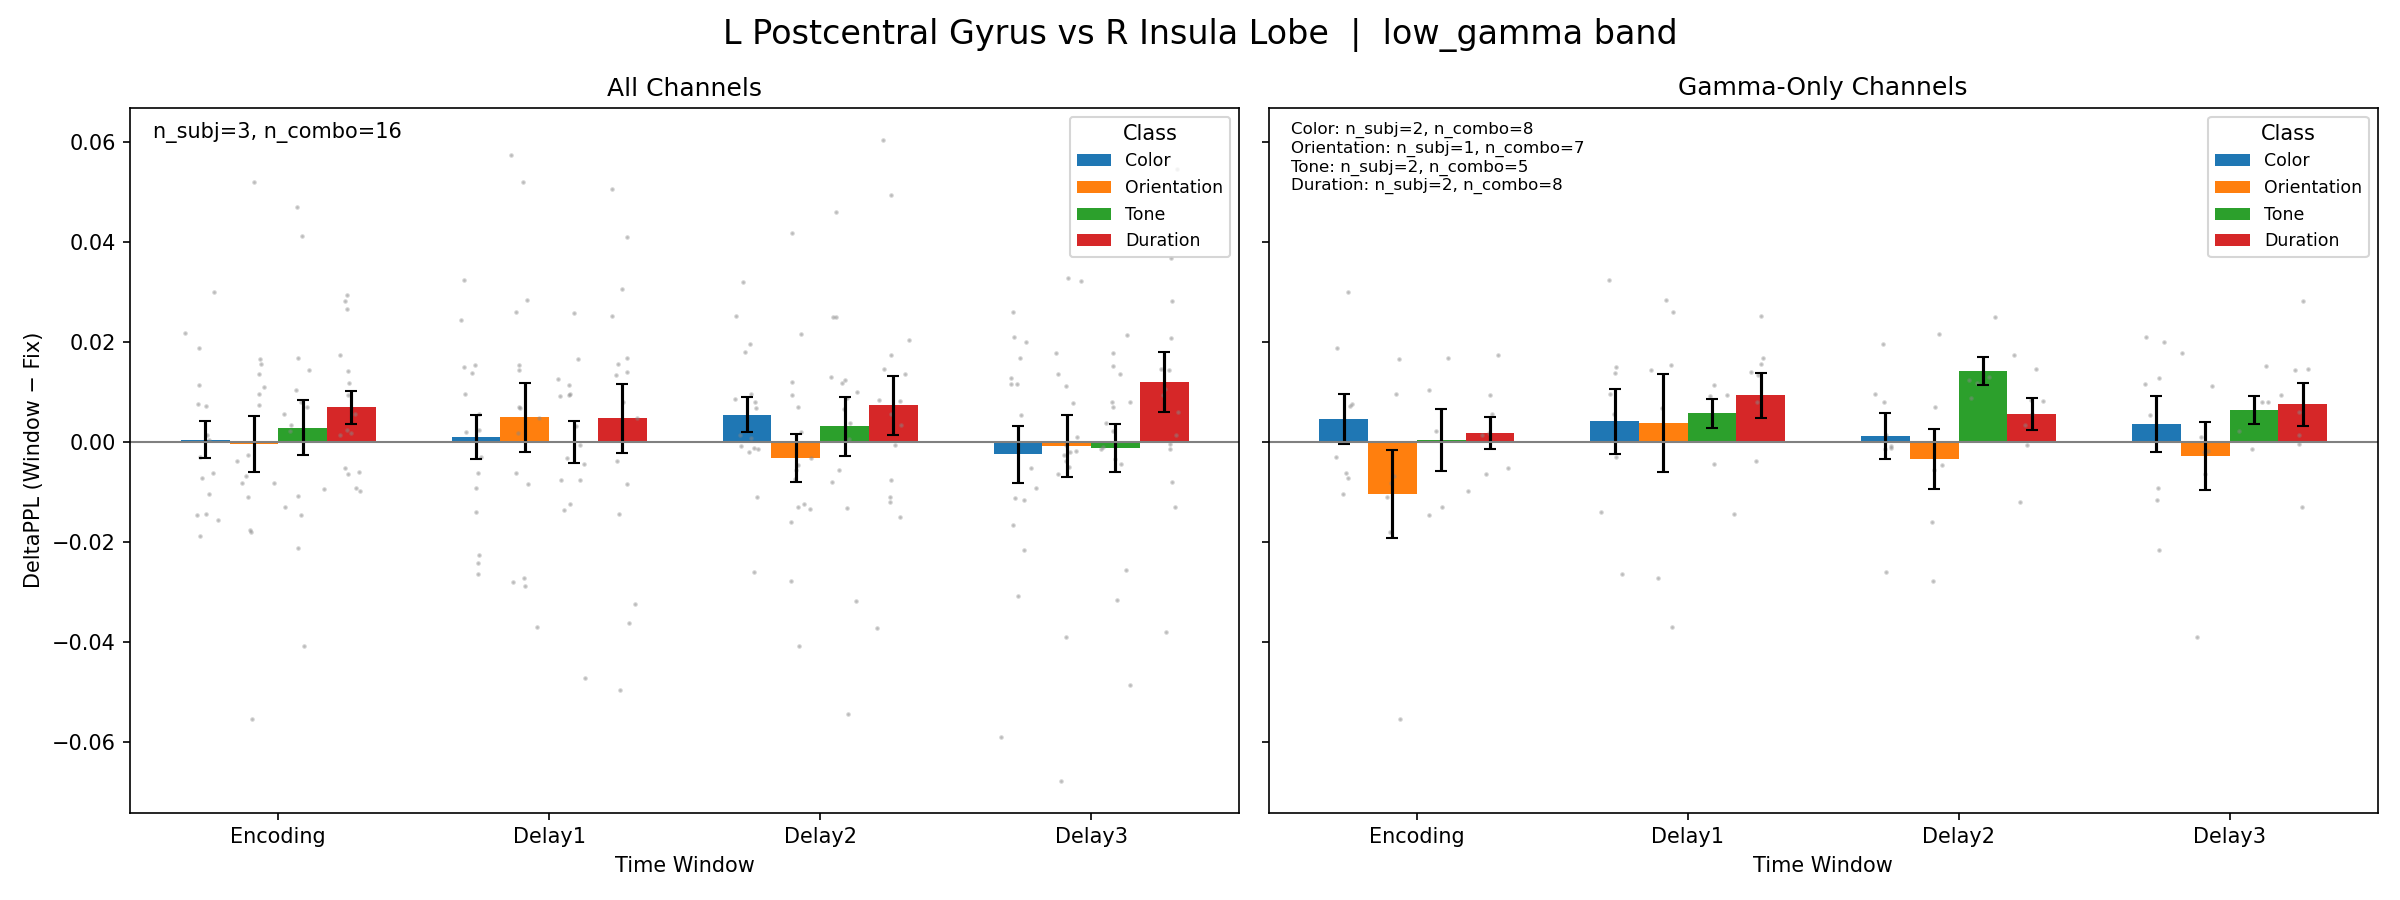 L Postcentral Gyrus vs R Insula Lobe | low_gamma band
All Channels
n_subj=3, n_combo=16
Class
Color
Orientation
Tone
Duration
0.06
0.04
0.02
0.00
−0.02
−0.04
−0.06
DeltaPPL (Window − Fix)
Encoding
Delay1
Delay2
Delay3
Time Window
Gamma-Only Channels
Color: n_subj=2, n_combo=8
Orientation: n_subj=1, n_combo=7
Tone: n_subj=2, n_combo=5
Duration: n_subj=2, n_combo=8
Class
Color
Orientation
Tone
Duration
Encoding
Delay1
Delay2
Delay3
Time Window